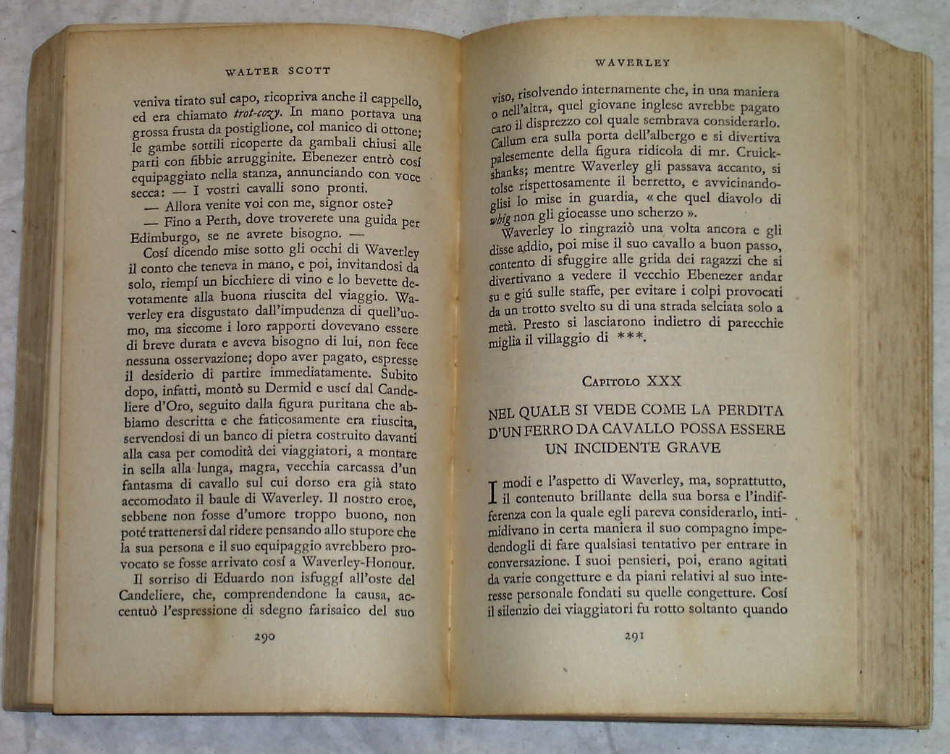 WALTER SCOTT
veniva tirato sul capo, ricopriva anche il cappello,
ed era chiamato trot-cozy. In mano portava una
grossa frusta da postiglione, col manico di ottone;
le gambe sottili ricoperte da gambali chiusi alle
parti con fibbie arrugginite. Ebenezer entrò cosí
equipaggiato nella stanza, annunciando con voce
secca: — I vostri cavalli sono pronti.
— Allora venite voi con me, signor oste?
— Fino a Perth, dove troverete una guida per
Edimburgo, se ne avrete bisogno. —
Cosí dicendo mise sotto gli occhi di Waverley
il conto che teneva in mano, e poi, invitandosi da
solo, riempí un bicchiere di vino e lo bevette de-
votamente alla buona riuscita del viaggio. Wa-
verley era disgustato dall'impudenza di quell'uo-
mo, ma siccome i loro rapporti dovevano essere
di breve durata e aveva bisogno di lui, non fece
nessuna osservazione; dopo aver pagato, espresse
il desiderio di partire immediatamente. Subito
dopo, infatti, montò su Dermid e uscí dal Cande-
liere d'Oro, seguito dalla figura puritana che ab-
biamo descritta e che faticosamente era riuscita,
servendosi di un banco di pietra costruito davanti
alla casa per comodità dei viaggiatori, a montare
in sella alla lunga, magra, vecchia carcassa d'un
fantasma di cavallo sul cui dorso era già stato
accomodato il baule di Waverley. Il nostro eroe,
sebbene non fosse d'umore troppo buono, non
poté trattenersi dal ridere pensando allo stupore che
la sua persona e il suo equipaggio avrebbero pro-
vocato se fosse arrivato cosí a Waverley-Honour.
Il sorriso di Eduardo non isfuggí all'oste del
Candeliere, che, comprendendone la causa, ac-
centuò l'espressione di sdegno farisaico del suo
290
WAVERLEY
viso, risolvendo internamente che, in una maniera
o nell'altra, quel giovane inglese avrebbe pagato
caro il disprezzo col quale sembrava considerarlo.
Callum era sulla porta dell'albergo e si divertiva
palesemente della figura ridicola di mr. Cruick-
shanks; mentre Waverley gli passava accanto, si
tolse rispettosamente il berretto, e avvicinando-
glisi lo mise in guardia, « che quel diavolo di
whig non gli giocasse uno scherzo ».
Waverley lo ringraziò una volta ancora e gli
disse addio, poi mise il suo cavallo a buon passo,
contento di sfuggire alle grida dei ragazzi che si
divertivano a vedere il vecchio Ebenezer andar
su e giú sulle staffe, per evitare i colpi provocati
da un trotto svelto su di una strada selciata solo a
metà. Presto si lasciarono indietro di parecchie
miglia il villaggio di ***.
CAPITOLO XXX
NEL QUALE SI VEDE COME LA PERDITA
D'UN FERRO DA CAVALLO POSSA ESSERE
UN INCIDENTE GRAVE
I modi e l'aspetto di Waverley, ma, soprattutto,
il contenuto brillante della sua borsa e l'indif-
ferenza con la quale egli pareva considerarlo, inti-
midivano in certa maniera il suo compagno impe-
dendogli di fare qualsiasi tentativo per entrare in
conversazione. I suoi pensieri, poi, erano agitati
da varie congetture e da piani relativi al suo inte-
resse personale fondati su quelle congetture. Cosí
il silenzio dei viaggiatori fu rotto soltanto quando
291